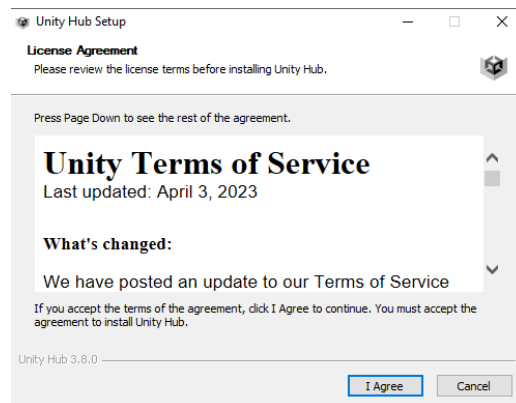 Unity Hub Setup
License Agreement
Please review the license terms before installing Unity Hub.
Press Page Down to see the rest of the agreement.
Unity Terms of Service
Last updated: April 3, 2023
What's changed:
We have posted an update to our Terms of Service
If you accept the terms of the agreement, click I Agree to continue. You must accept the
agreement to install Unity Hub.
Unity Hub 3.8.0
I Agree
Cancel